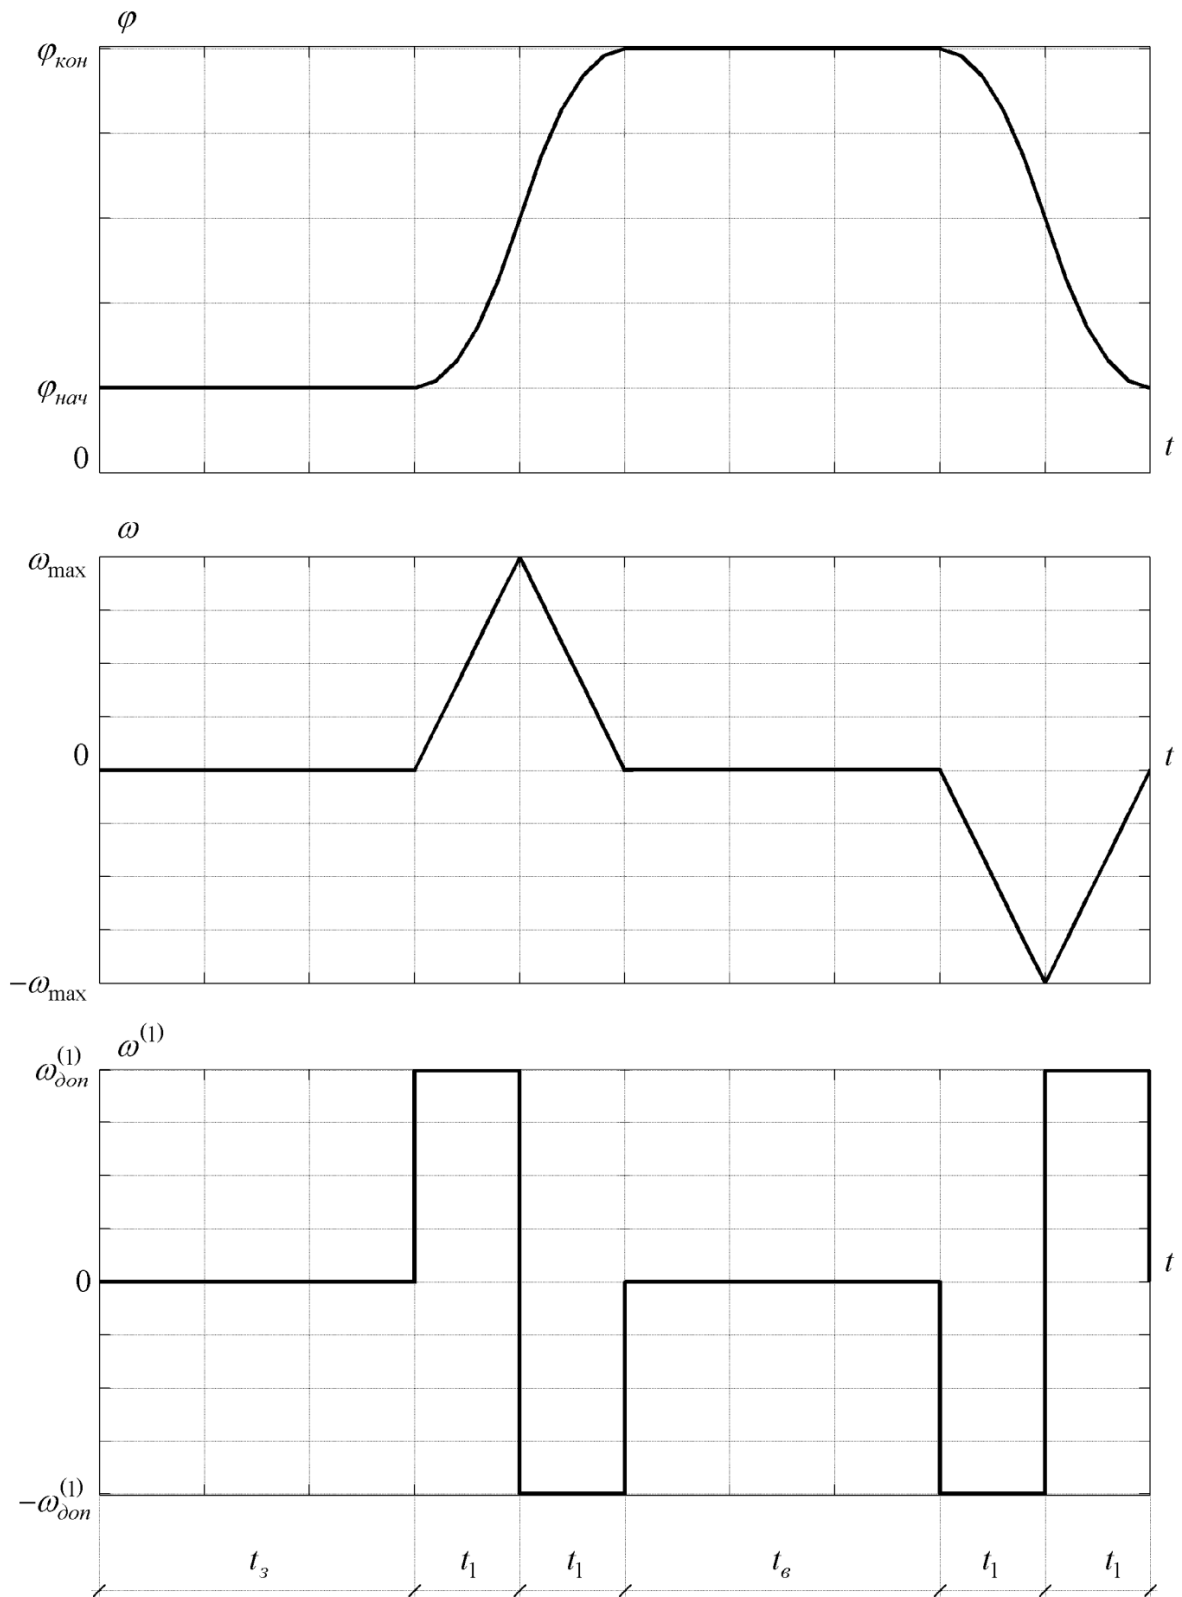 φ
φкон
φнач
0
t
ω
ωmax
0
t
−ωmax
ω(1)
ω(1)доп
0
t
−ω(1)доп
tз t1 t1 tв t1 t1